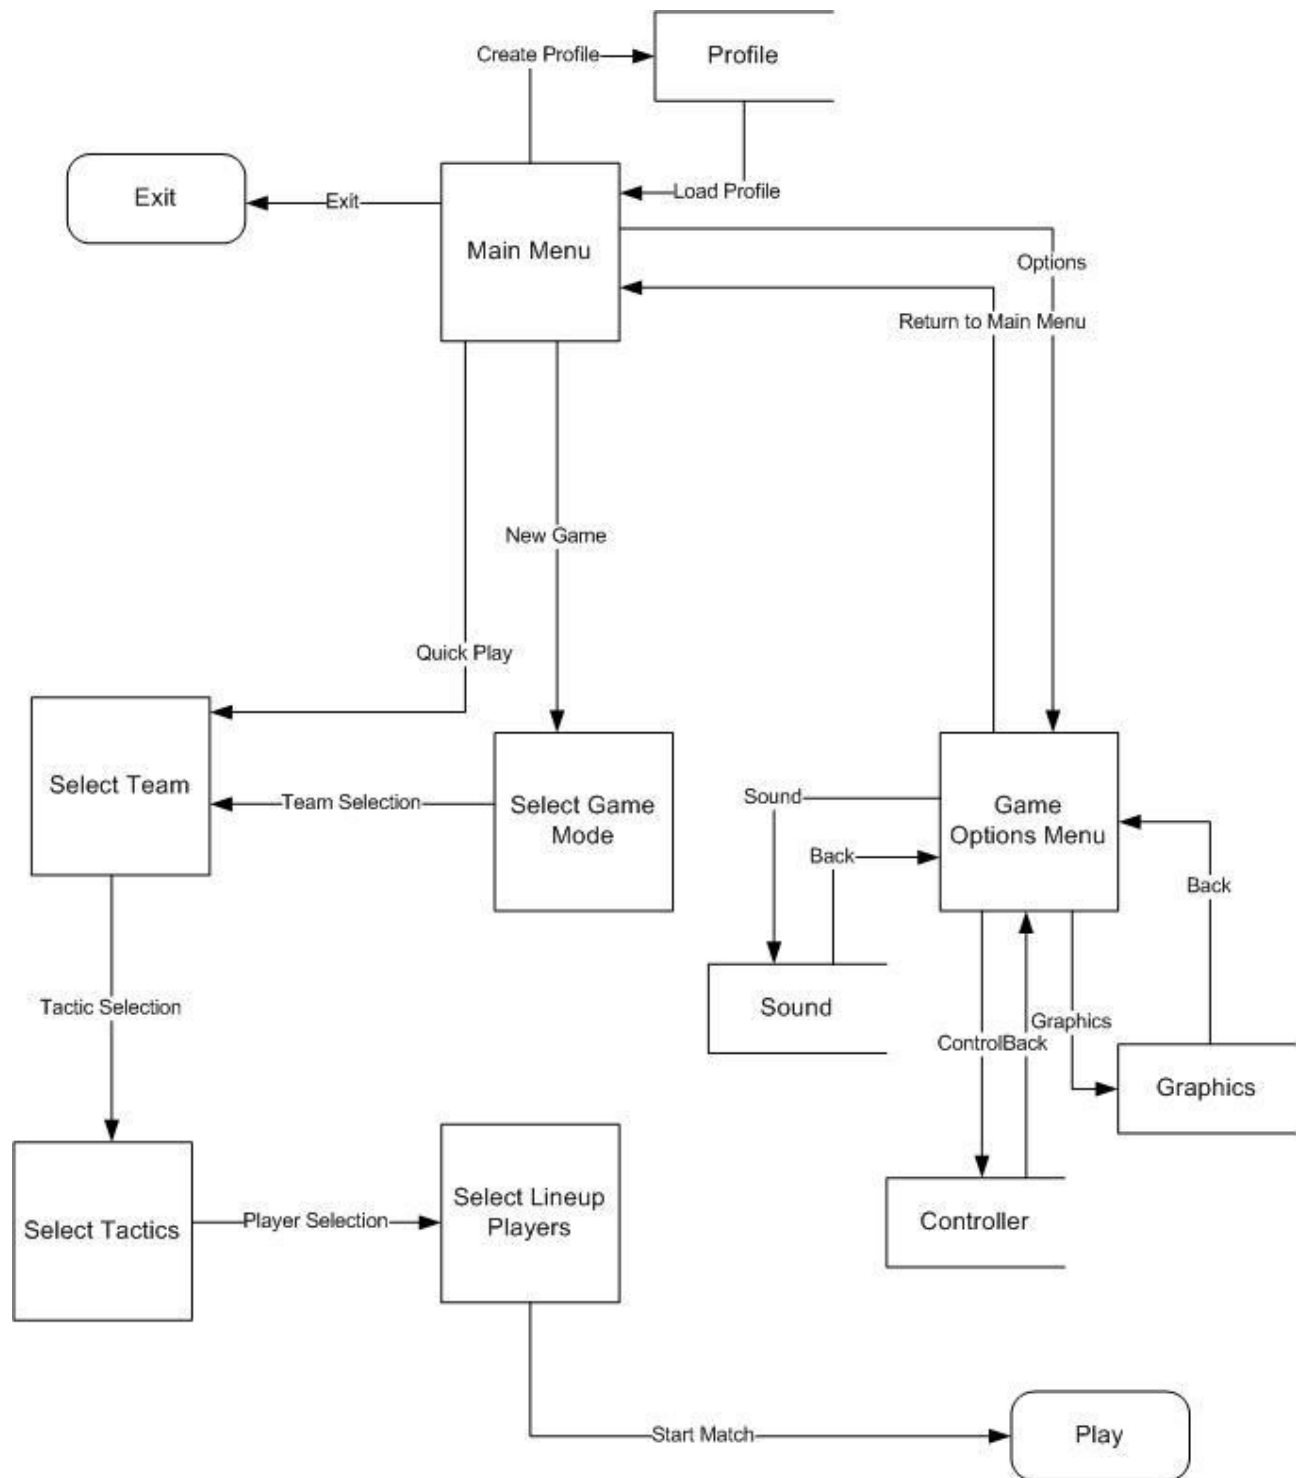 Create Profile
Profile
Exit
Exit
Load Profile
Main Menu
Options
Return to Main Menu
New Game
Quick Play
Select Team
Team Selection
Select Game
Mode
Sound
Game
Options Menu
Back
Back
Tactic Selection
Sound
Graphics
ControlBack
Graphics
Select Tactics
Player Selection
Select Lineup
Players
Controller
Start Match
Play